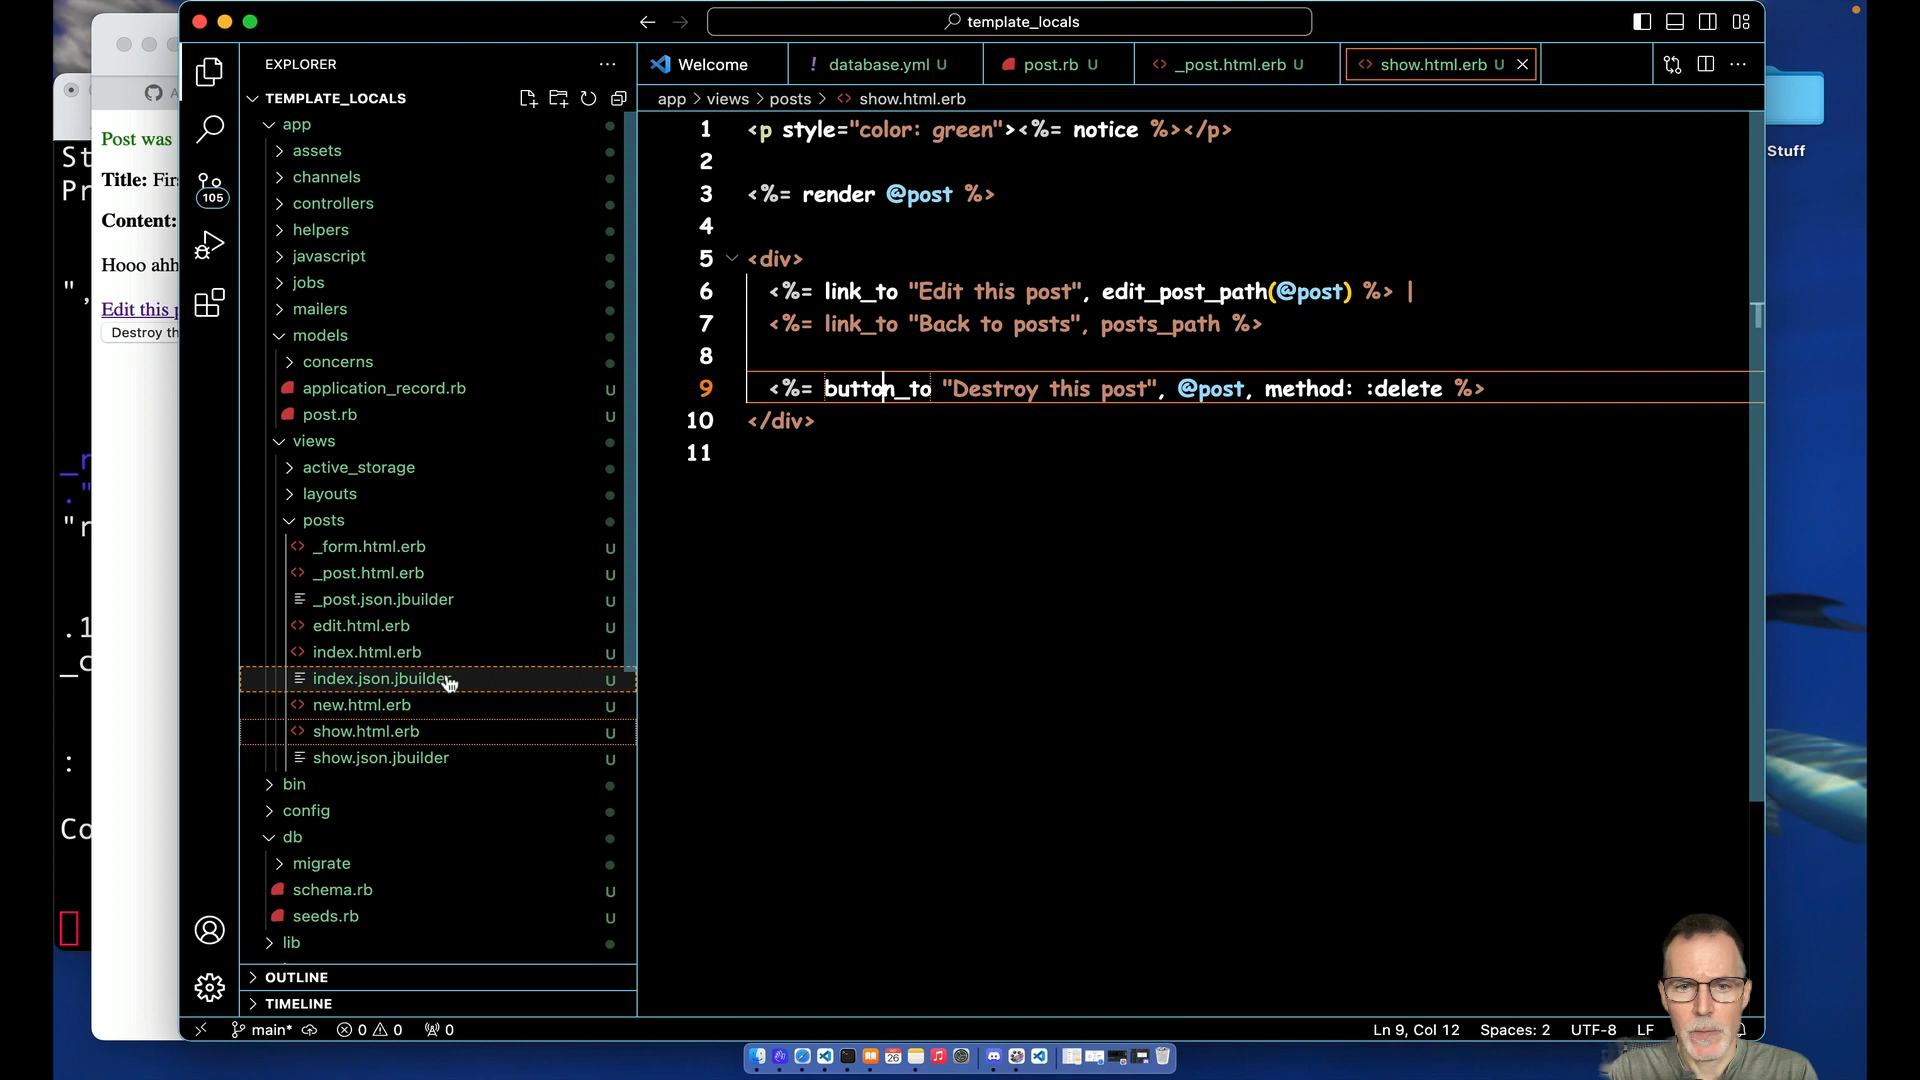 template_locals
EXPLORER
TEMPLATE_LOCALS
app
assets
channels
controllers
helpers
javascript
jobs
mailers
models
concerns
application_record.rb U
post.rb U
views
active_storage
layouts
posts
_form.html.erb U
_post.html.erb U
_post.json.jbuilder U
edit.html.erb U
index.html.erb U
index.json.jbuilder U
new.html.erb U
show.html.erb U
show.json.jbuilder U
bin
config
db
migrate
schema.rb U
seeds.rb U
lib
OUTLINE
TIMELINE
105
Welcome
! database.yml U
post.rb U
_post.html.erb U
show.html.erb U
app > views > posts > show.html.erb
1 <p style="color: green"><%= notice %></p>
2
3 <%= render @post %>
4
5 <div>
6 <%= link_to "Edit this post", edit_post_path(@post) %> |
7 <%= link_to "Back to posts", posts_path %>
8
9 <%= button_to "Destroy this post", @post, method: :delete %>
10 </div>
11
main* 0 0 0
Ln 9, Col 12 Spaces: 2 UTF-8 LF
Post was
Title:
Content:
Hooo
Edit this
Destroy
Stuff
26